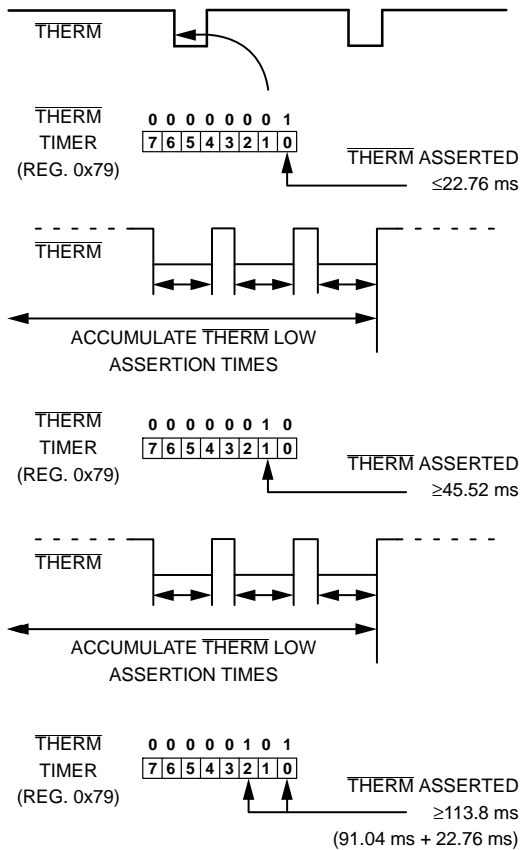 THERM
THERM
TIMER
(REG. 0x79)
0 0 0 0 0 0 0 1
7 6 5 4 3 2 1 0
THERM ASSERTED
≤22.76 ms
THERM
ACCUMULATE THERM LOW
ASSERTION TIMES
THERM
TIMER
(REG. 0x79)
0 0 0 0 0 0 1 0
7 6 5 4 3 2 1 0
THERM ASSERTED
≥45.52 ms
THERM
ACCUMULATE THERM LOW
ASSERTION TIMES
THERM
TIMER
(REG. 0x79)
0 0 0 0 0 1 0 1
7 6 5 4 3 2 1 0
THERM ASSERTED
≥113.8 ms
(91.04 ms + 22.76 ms)